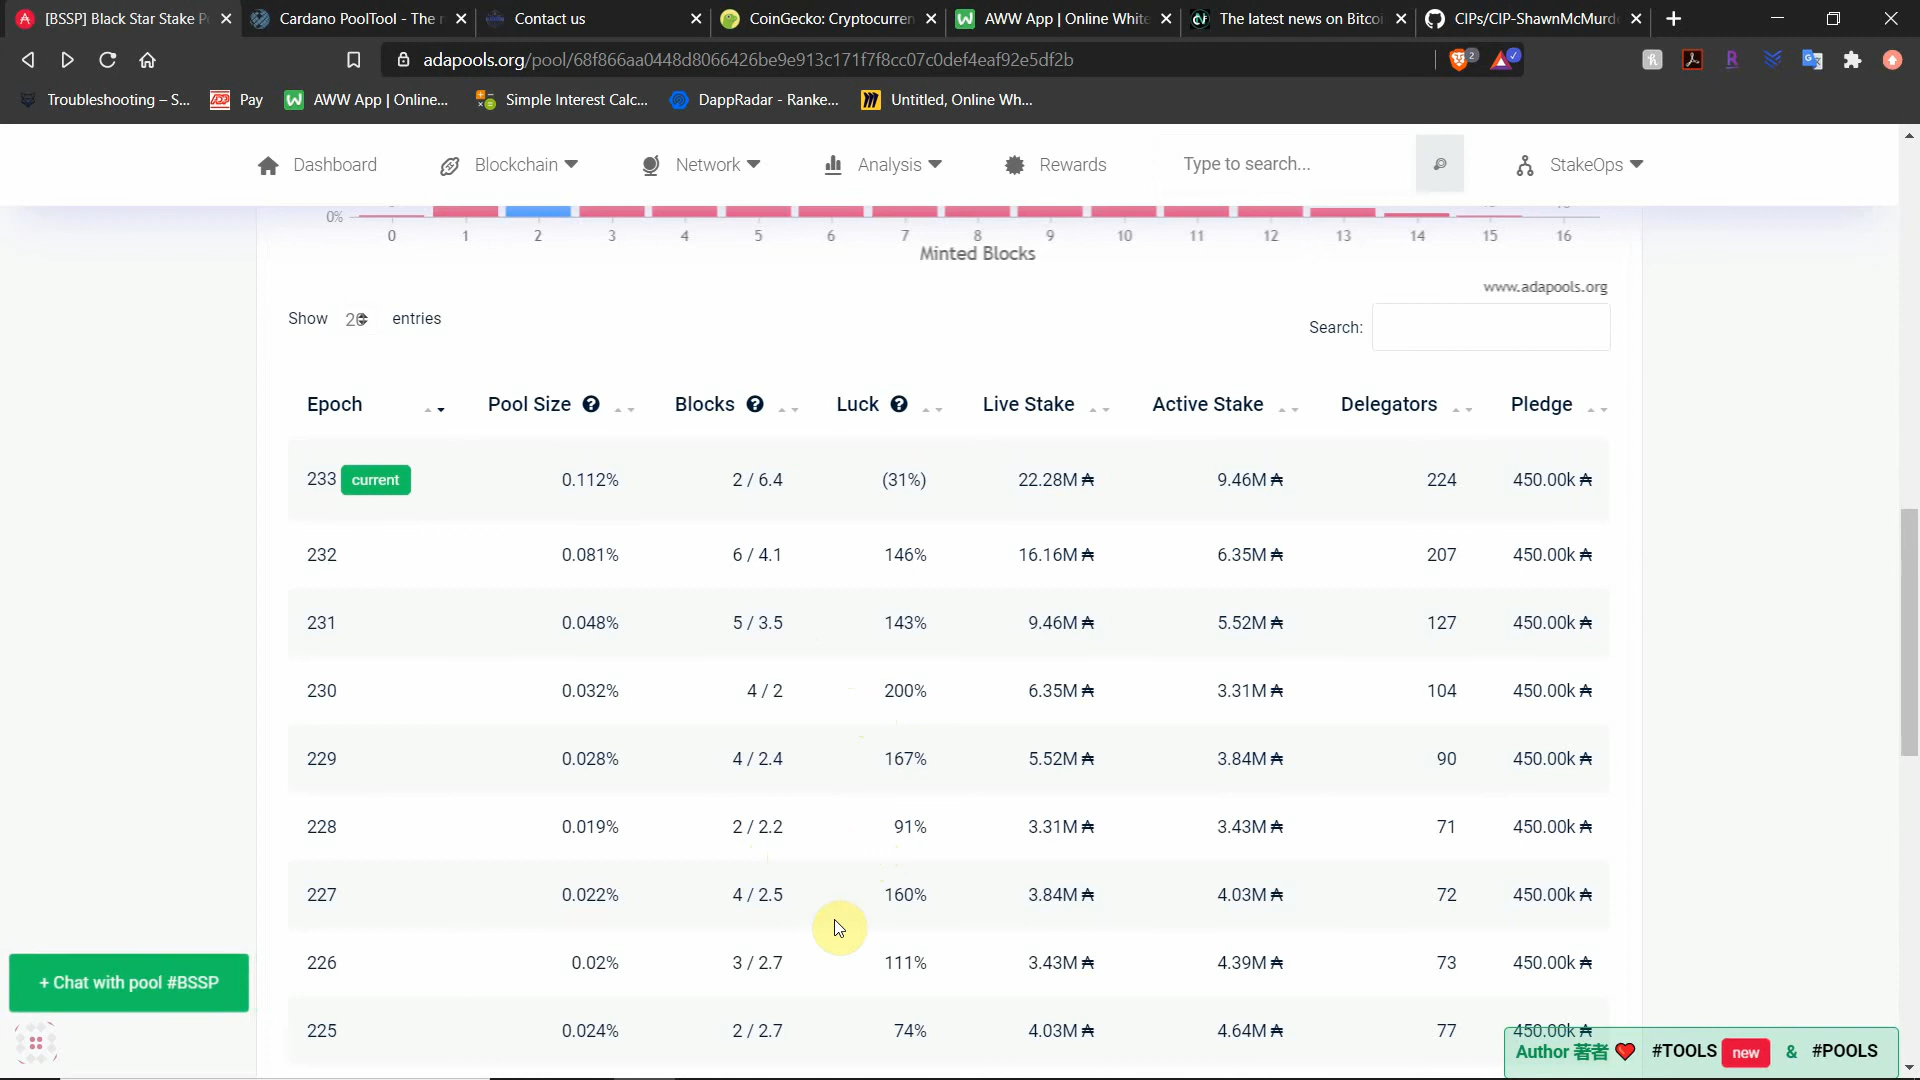 [BSSP] Black Star Stake P
Cardano PoolTool - The r
Contact us
CoinGecko: Cryptocurren
AWW App | Online White
The latest news on Bitcoi
CIPs/CIP-ShawnMcMurdo
adapools.org/pool/68f866aa0448d8066426be9e913c171f7f8cc07c0def4eaf92e5df2b
2
Troubleshooting – S...
Pay
AWW App | Online...
Simple Interest Calc...
DappRadar - Ranke...
Untitled, Online Wh...
Dashboard
Blockchain
Network
Analysis
Rewards
Type to search...
StakeOps
0%
0 1 2 3 4 5 6 7 8 9 10 11 12 13 14 15 16
Minted Blocks
www.adapools.org
Show 20 entries
Search:
Epoch Pool Size Blocks Luck Live Stake Active Stake Delegators Pledge
233 current 0.112% 2 / 6.4 (31%) 22.28M ₳ 9.46M ₳ 224 450.00k ₳
232 0.081% 6 / 4.1 146% 16.16M ₳ 6.35M ₳ 207 450.00k ₳
231 0.048% 5 / 3.5 143% 9.46M ₳ 5.52M ₳ 127 450.00k ₳
230 0.032% 4 / 2 200% 6.35M ₳ 3.31M ₳ 104 450.00k ₳
229 0.028% 4 / 2.4 167% 5.52M ₳ 3.84M ₳ 90 450.00k ₳
228 0.019% 2 / 2.2 91% 3.31M ₳ 3.43M ₳ 71 450.00k ₳
227 0.022% 4 / 2.5 160% 3.84M ₳ 4.03M ₳ 72 450.00k ₳
226 0.02% 3 / 2.7 111% 3.43M ₳ 4.39M ₳ 73 450.00k ₳
225 0.024% 2 / 2.7 74% 4.03M ₳ 4.64M ₳ 77 450.00k ₳
+ Chat with pool #BSSP
Author 著者 ❤ #TOOLS new & #POOLS